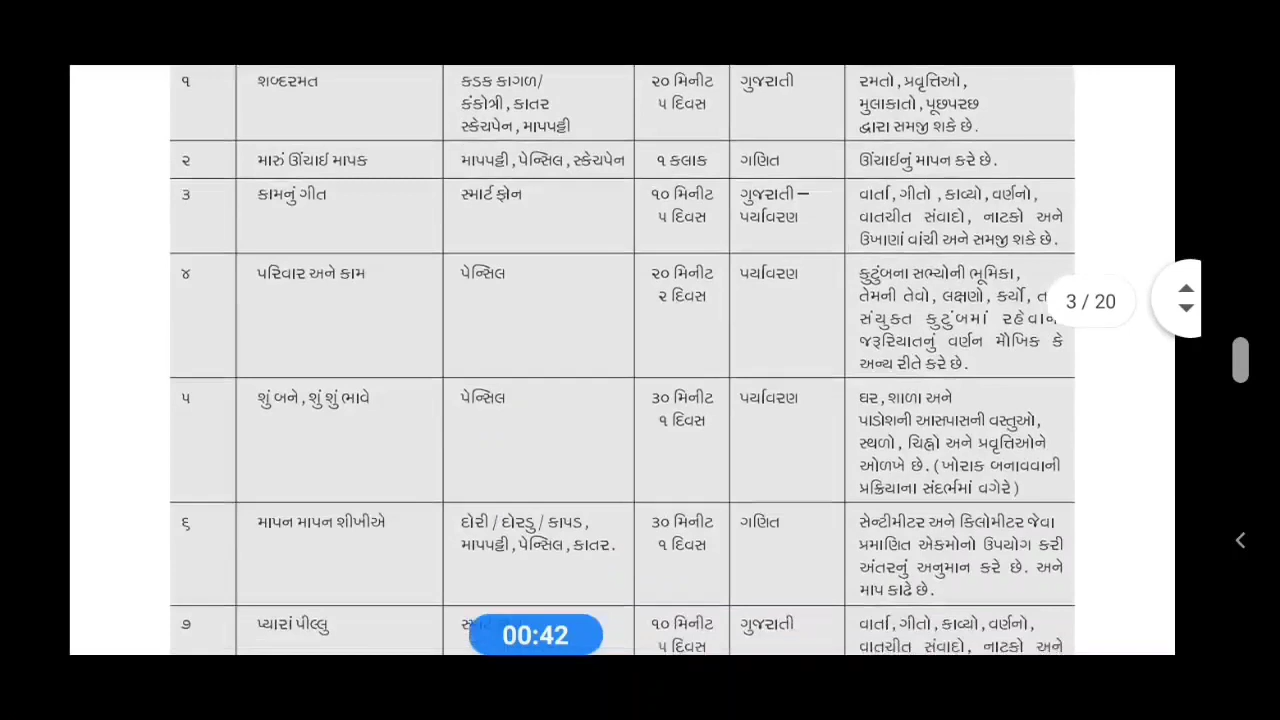 ૧ શબ્દરમત કડક કાગળ/ ૨૦ મિનીટ ગુજરાતી રમતો, પ્રવૃત્તિઓ,
કંકોત્રી, કાતર ૫ દિવસ મુલાકાતો, પૂછપરછ
સ્કેચપેન, માપપટ્ટી દ્વારા સમજી શકે છે.
૨ મારું ઊંચાઈ માપક માપપટ્ટી, પેન્સિલ, સ્કેચપેન ૧ કલાક ગણિત ઊંચાઈનું માપન કરે છે.
૩ કામનું ગીત સ્માર્ટ ફોન ૧૦ મિનીટ ગુજરાતી – વાર્તા, ગીતો , કાવ્યો, વર્ણનો,
૫ દિવસ પર્યાવરણ વાતચીત સંવાદો, નાટકો અને
ઉખાણાં વાંચી અને સમજી શકે છે.
૪ પરિવાર અને કામ પેન્સિલ ૨૦ મિનીટ પર્યાવરણ કુટુંબના સભ્યોની ભૂમિકા,
૨ દિવસ તેમની તેવો, લક્ષણો, કર્યો,
3 / 20
સંયુક્ત કુટુંબમાં
જરૂરિયાતનું વર્ણન મૌખિક કે
અન્ય રીતે કરે છે.
૫ શું બને, શું શું ભાવે પેન્સિલ ૩૦ મિનીટ પર્યાવરણ ઘર, શાળા અને
૧ દિવસ પાડોશની આસપાસની વસ્તુઓ,
સ્થળો, ચિહ્નો અને પ્રવૃત્તિઓને
ઓળખે છે. (ખોરાક બનાવવાની
પ્રક્રિયાના સંદર્ભમાં વગેરે)
૬ માપન માપન શીખીએ દોરી / દોરડુ / કાપડ, ૩૦ મિનીટ ગણિત સેન્ટીમીટર અને કિલોમીટર જેવા
માપપટ્ટી, પેન્સિલ, કાતર. ૧ દિવસ પ્રમાણિત એકમોનો ઉપયોગ કરી
અંતરનું અનુમાન કરે છે. અને
માપ કાઢે છે.
૭ પ્યારાં પીલ્લુ ૧૦ મિનીટ ગુજરાતી વાર્તા, ગીતો, કાવ્યો, વર્ણનો,
00:42
૫ દિવસ વાતચીત સંવાદો, નાટકો અને